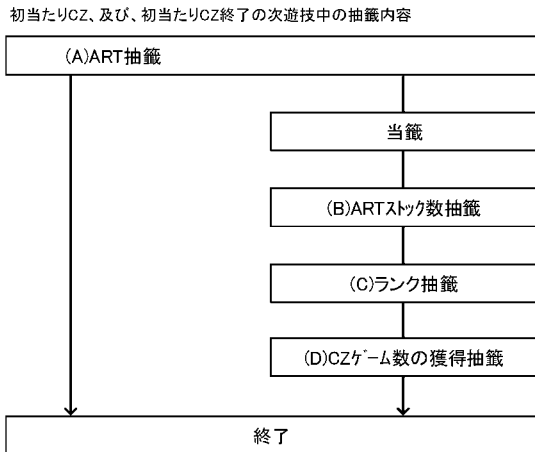 初当たりCZ、及び、初当たりCZ終了の次遊技中の抽籤内容
(A)ART抽籤
当籤
(B)ARTｽﾄｯｸ数抽籤
(C)ランク抽籤
(D)CZｹﾞｰﾑ数の獲得抽籤
終了